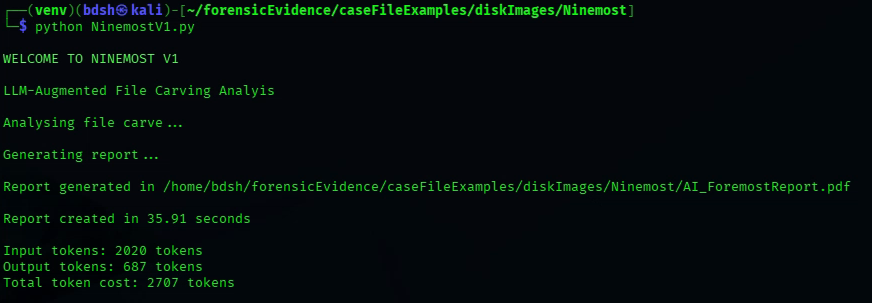 ┌──(venv)(bdsh㉿kali)-[~/forensicEvidence/caseFileExamples/diskImages/Ninemost]
└─$ python NinemostV1.py
WELCOME TO NINEMOST V1
LLM-Augmented File Carving Analyis
Analysing file carve...
Generating report...
Report generated in /home/bdsh/forensicEvidence/caseFileExamples/diskImages/Ninemost/AI_ForemostReport.pdf
Report created in 35.91 seconds
Input tokens: 2020 tokens
Output tokens: 687 tokens
Total token cost: 2707 tokens